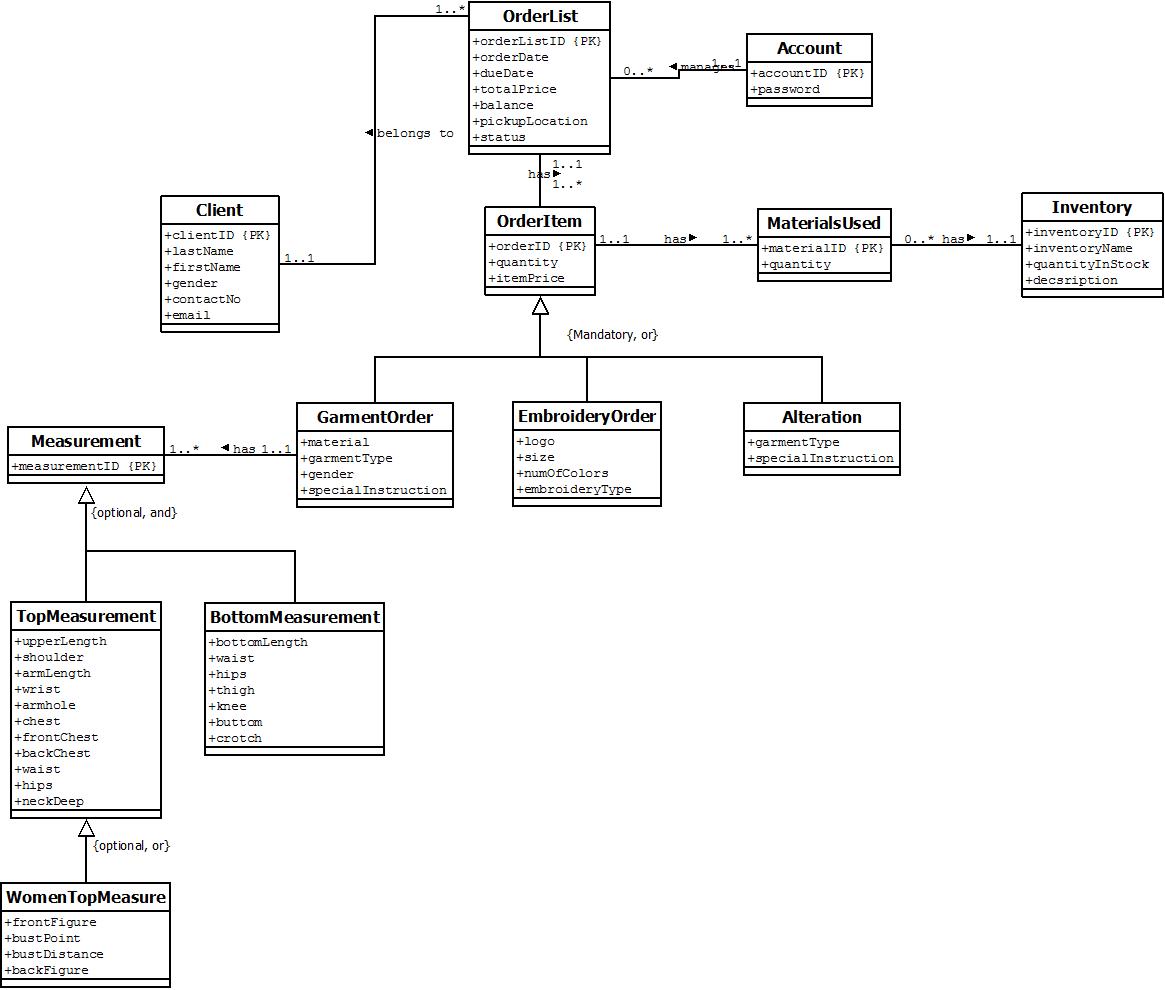 OrderList
+orderListID {PK}
+orderDate
+dueDate
+totalPrice
+balance
+pickupLocation
+status
1..*
belongs to
1..1
0..*
manages
1..1
Account
+accountID {PK}
+password
1..1
has
1..*
Client
+clientID {PK}
+lastName
+firstName
+gender
+contactNo
+email
OrderItem
+orderID {PK}
+quantity
+itemPrice
1..1 has 1..*
MaterialsUsed
+materialID {PK}
+quantity
0..* has 1..1
Inventory
+inventoryID {PK}
+inventoryName
+quantityInStock
+decsription
{Mandatory, or}
GarmentOrder
+material
+garmentType
+gender
+specialInstruction
EmbroideryOrder
+logo
+size
+numOfColors
+embroideryType
Alteration
+garmentType
+specialInstruction
Measurement
+measurementID {PK}
1..* has 1..1
{optional, and}
TopMeasurement
+upperLength
+shoulder
+armLength
+wrist
+armhole
+chest
+frontChest
+backChest
+waist
+hips
+neckDeep
BottomMeasurement
+bottomLength
+waist
+hips
+thigh
+knee
+buttom
+crotch
{optional, or}
WomenTopMeasure
+frontFigure
+bustPoint
+bustDistance
+backFigure